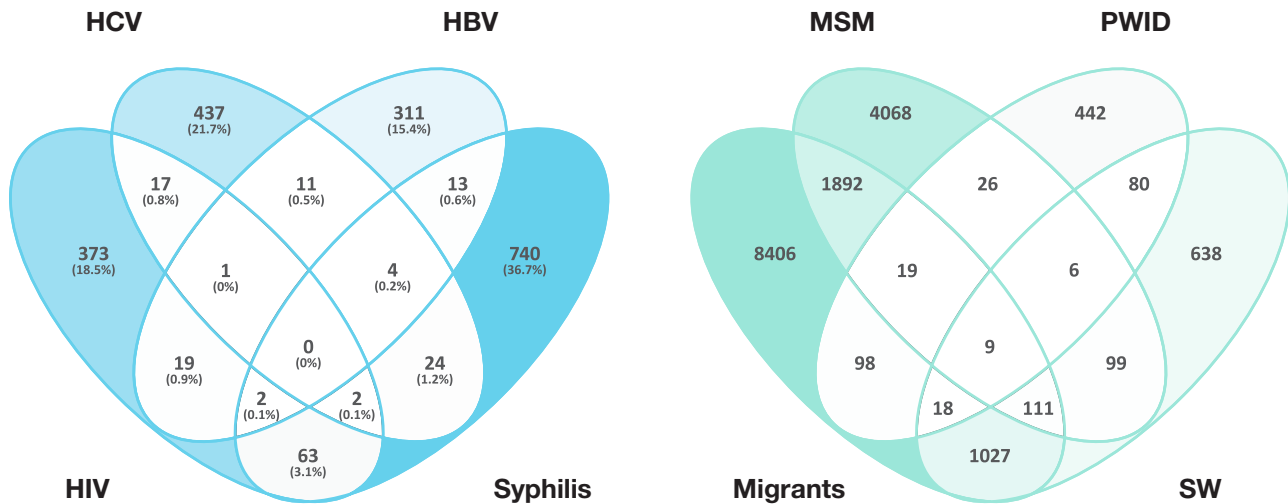 HCV HBV MSM PWID
437 311 4068 442
(21.7%) (15.4%)
17 11 13 1892 26 80
(0.8%) (0.5%) (0.6%)
373 740 8406 638
(18.5%) (36.7%)
1 4 19 6
(0%) (0.2%)
19 0 24 98 9 99
(0.9%) (0%) (1.2%)
2 2 18 111
(0.1%) (0.1%)
63 1027
(3.1%)
HIV Syphilis Migrants SW